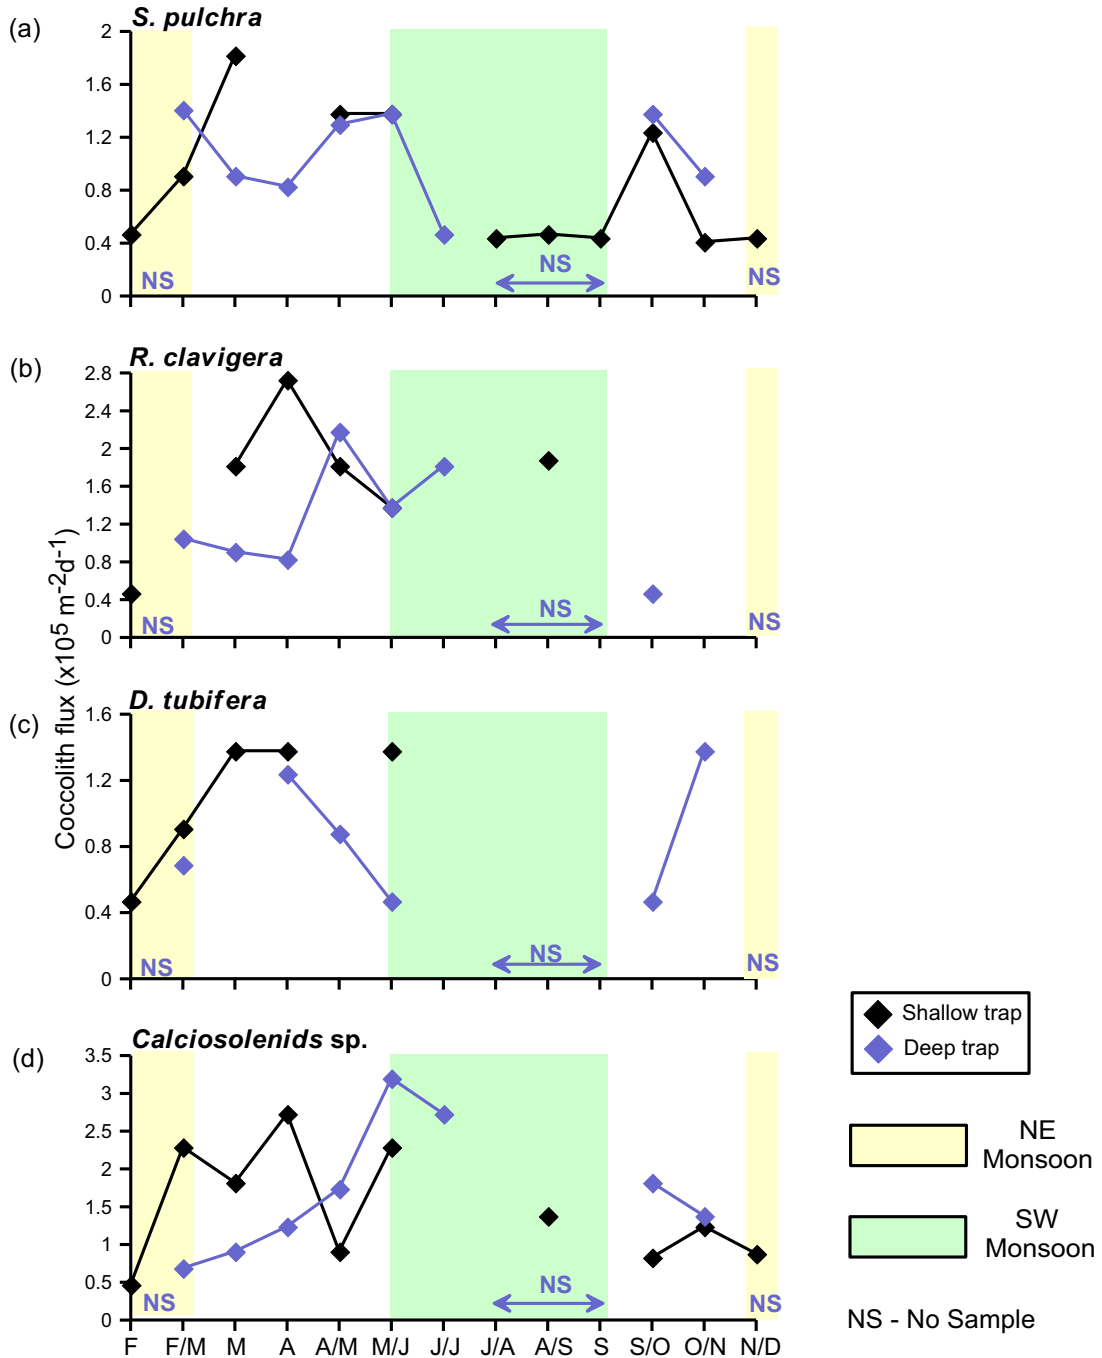 (a)
S. pulchra
2
1.6
1.2
0.8
0.4
0
NS
NS
NS
(b)
R. clavigera
2.8
2.4
2
1.6
1.2
0.8
0.4
0
NS
NS
NS
Coccolith flux (x10⁵ m⁻²d⁻¹)
(c)
D. tubifera
1.6
1.2
0.8
0.4
0
NS
NS
NS
(d)
Calciosolenids sp.
3.5
3
2.5
2
1.5
1
0.5
0
NS
NS
NS
F F/M M A A/M M/J J/J J/A A/S S S/O O/N N/D
Shallow trap
Deep trap
NE
Monsoon
SW
Monsoon
NS - No Sample